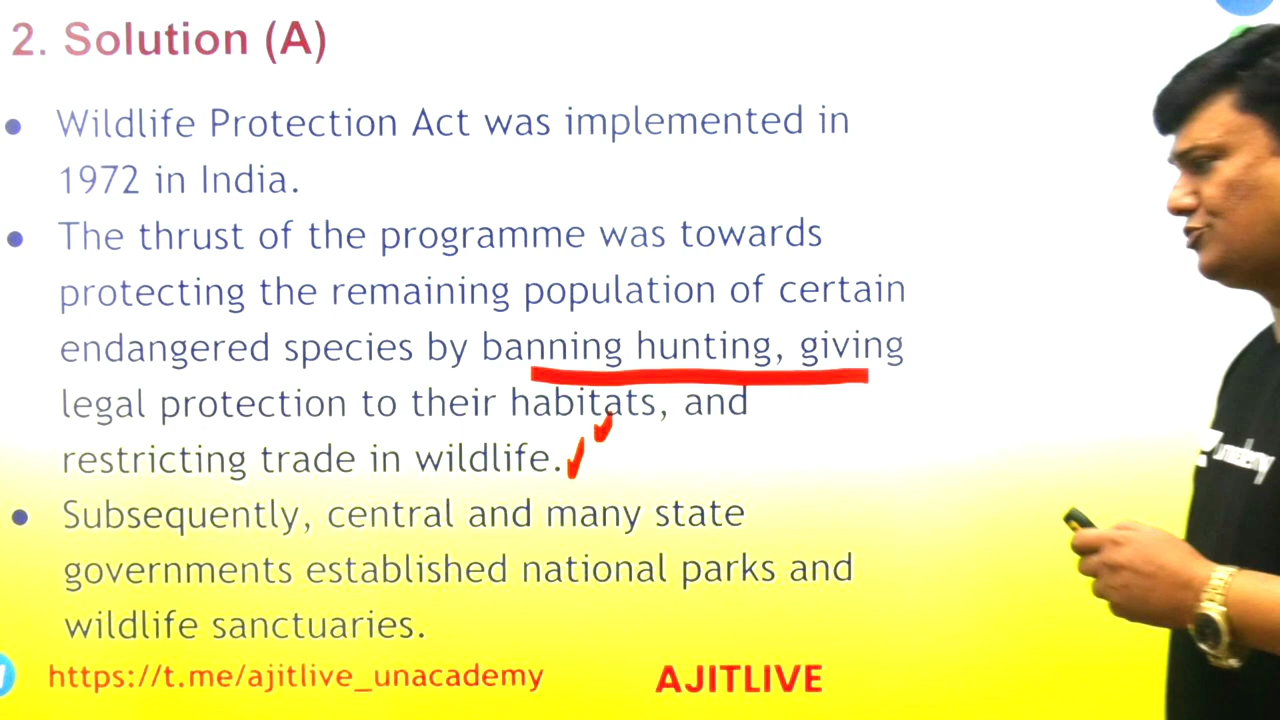 2. Solution (A)
• Wildlife Protection Act was implemented in
1972 in India.
• The thrust of the programme was towards
protecting the remaining population of certain
endangered species by banning hunting, giving
legal protection to their habitats, and
restricting trade in wildlife.
• Subsequently, central and many state
governments established national parks and
wildlife sanctuaries.
https://t.me/ajitlive_unacademy
AJITLIVE